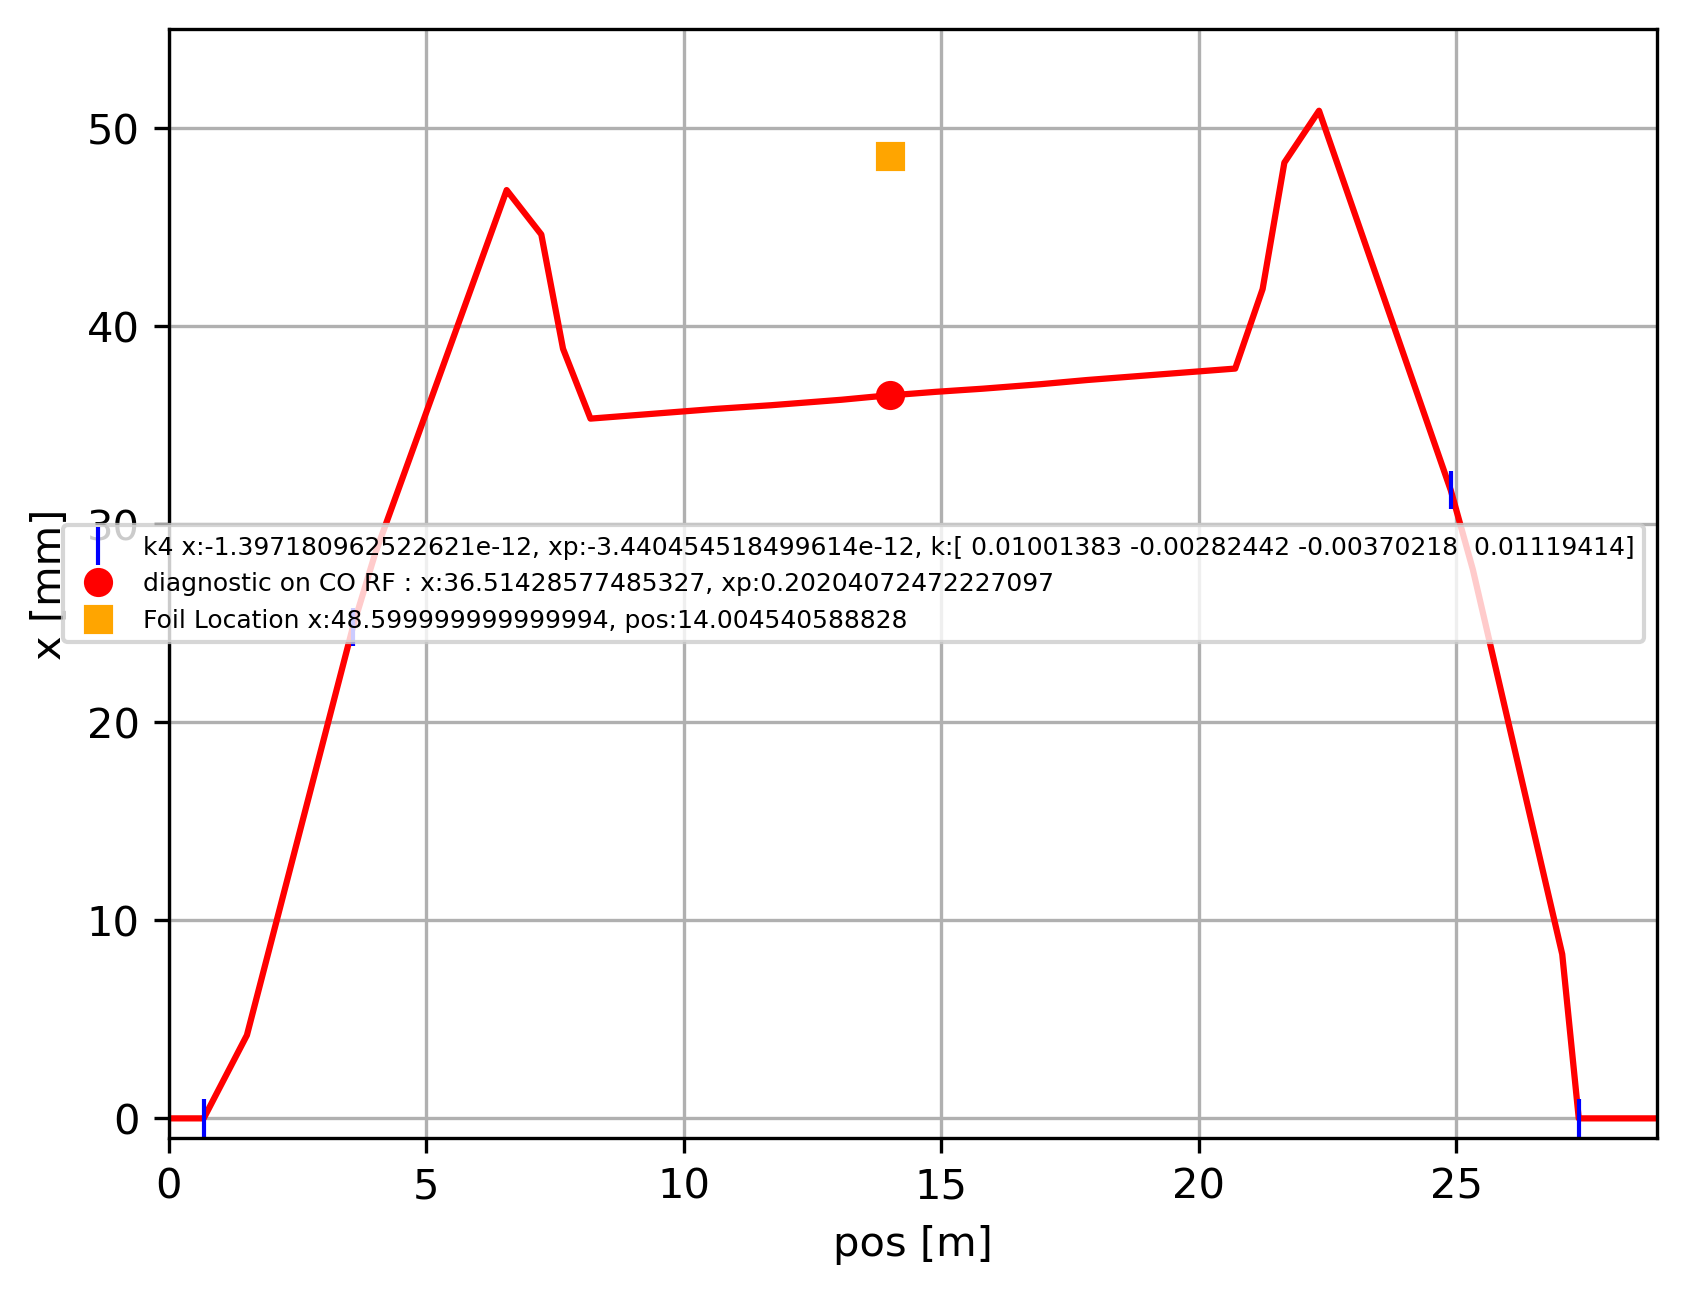 50
40
30
20
10
0
x [mm]
k4 x:-1.397180962522621e-12, xp:-3.440454518499614e-12, k:[ 0.01001383 -0.00282442 -0.00370218  0.01119414]
diagnostic on CO RF : x:36.51428577485327, xp:0.20204072472227097
Foil Location x:48.599999999999994, pos:14.004540588828
0 5 10 15 20 25
pos [m]